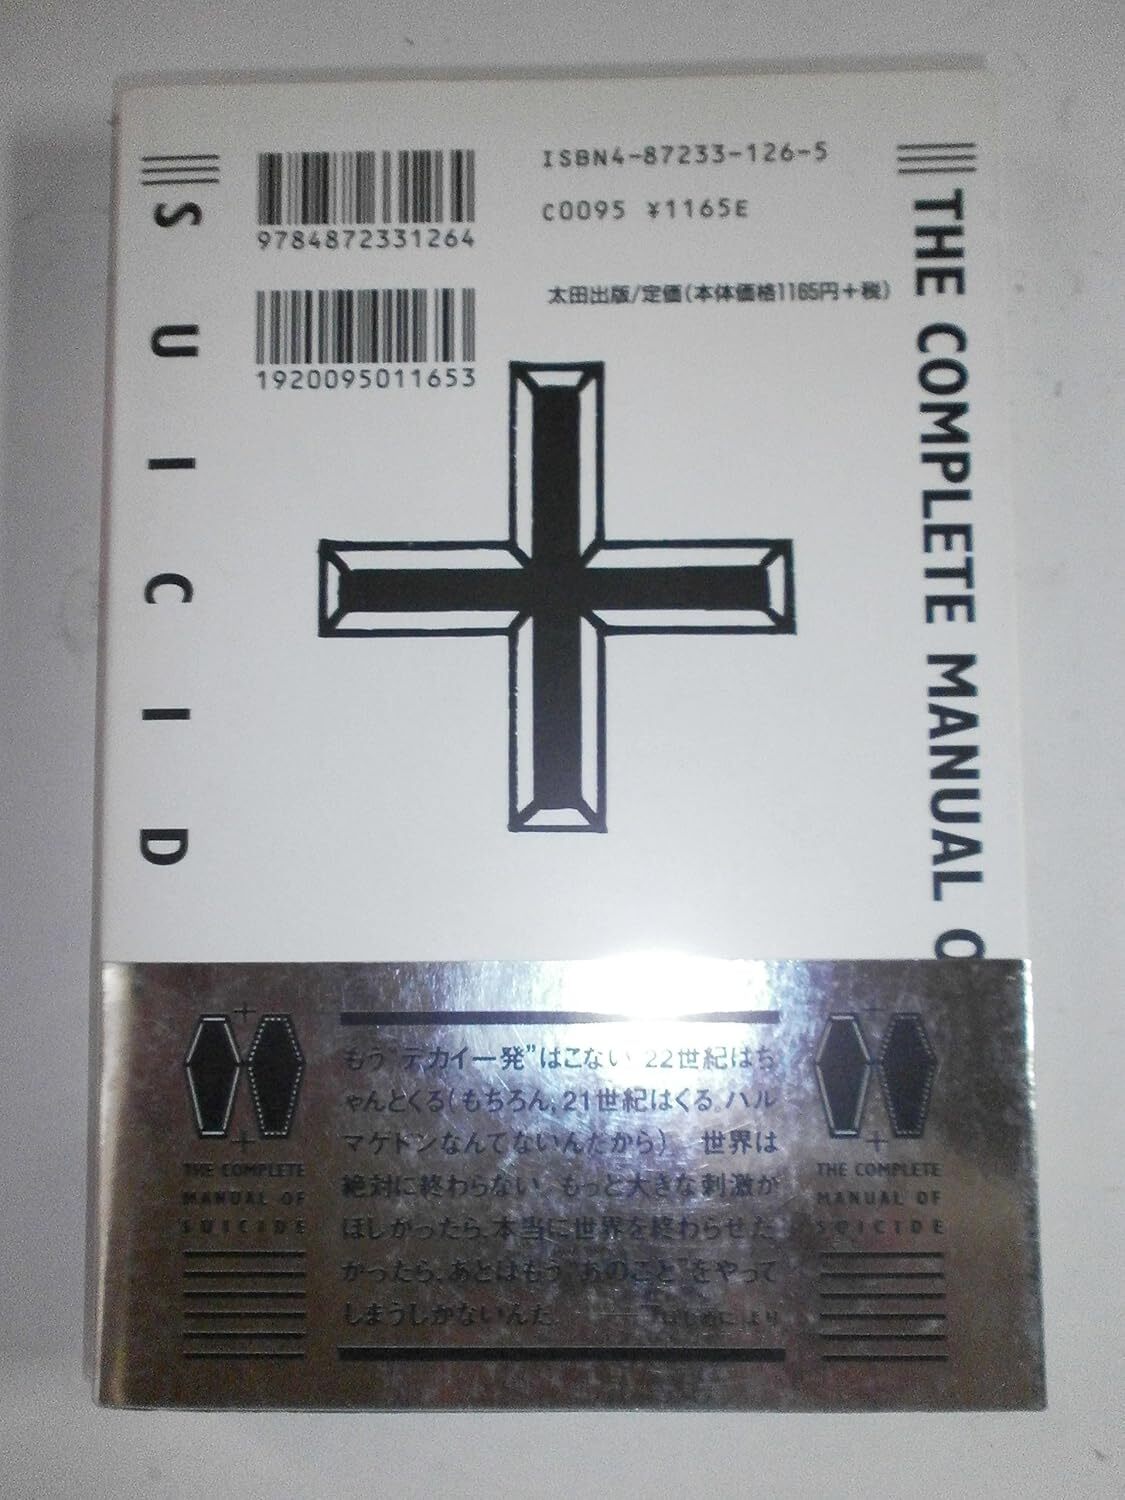 ISBN4-87233-126-5
C0095 ¥1165E
9784872331264
太田出版/定価(本体価格1165円+税)
1920095011653
THE COMPLETE MANUAL O
SUICID
もう“デカイ一発”はこない。22世紀はち
ゃんとくる(もちろん、21世紀はくる。ハル
マゲドンなんてないんだから)。世界は
絶対に終わらない。もっと大きな刺激が
ほしかったら、本当に世界を終わらせた
かったら、あとはもう“あのこと”をやって
しまうしかないんだ。 ——「はじめに」より
THE COMPLETE
MANUAL OF
SUICIDE
THE COMPLETE
MANUAL OF
SUICIDE